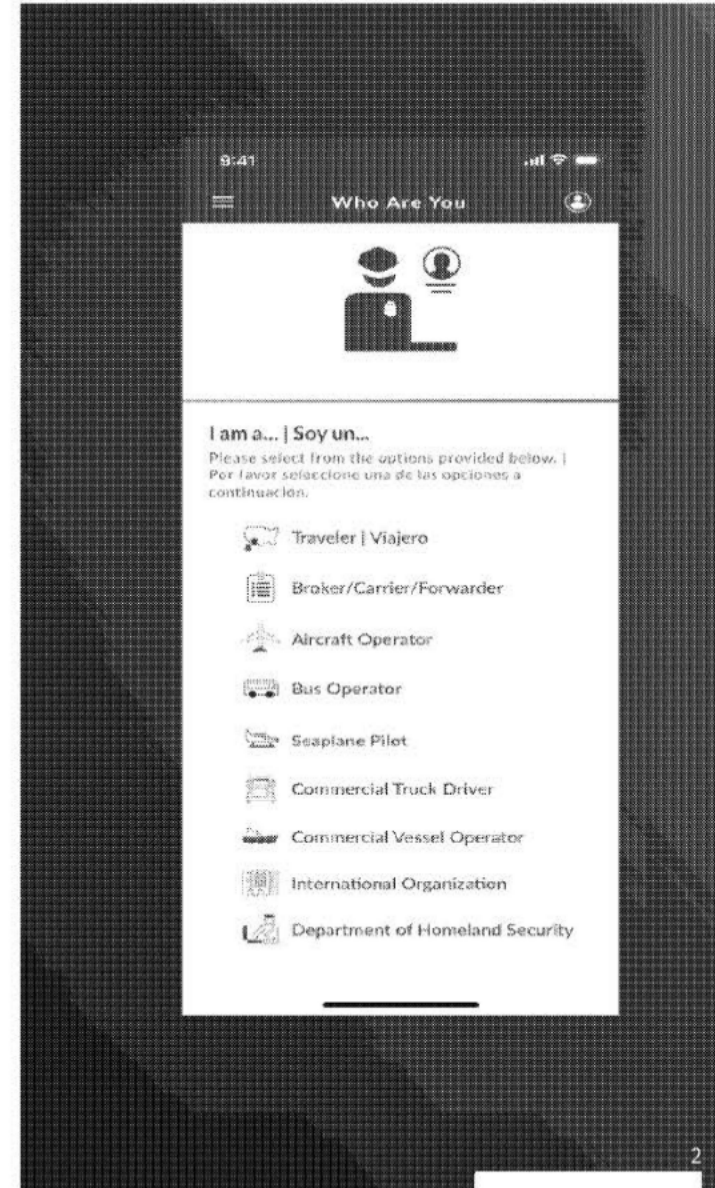 9:41
Who Are You
I am a... | Soy un...
Please select from the options provided below. |
Por favor seleccione una de las opciones a
continuación.
Traveler | Viajero
Broker/Carrier/Forwarder
Aircraft Operator
Bus Operator
Seaplane Pilot
Commercial Truck Driver
Commercial Vessel Operator
International Organization
Department of Homeland Security
2